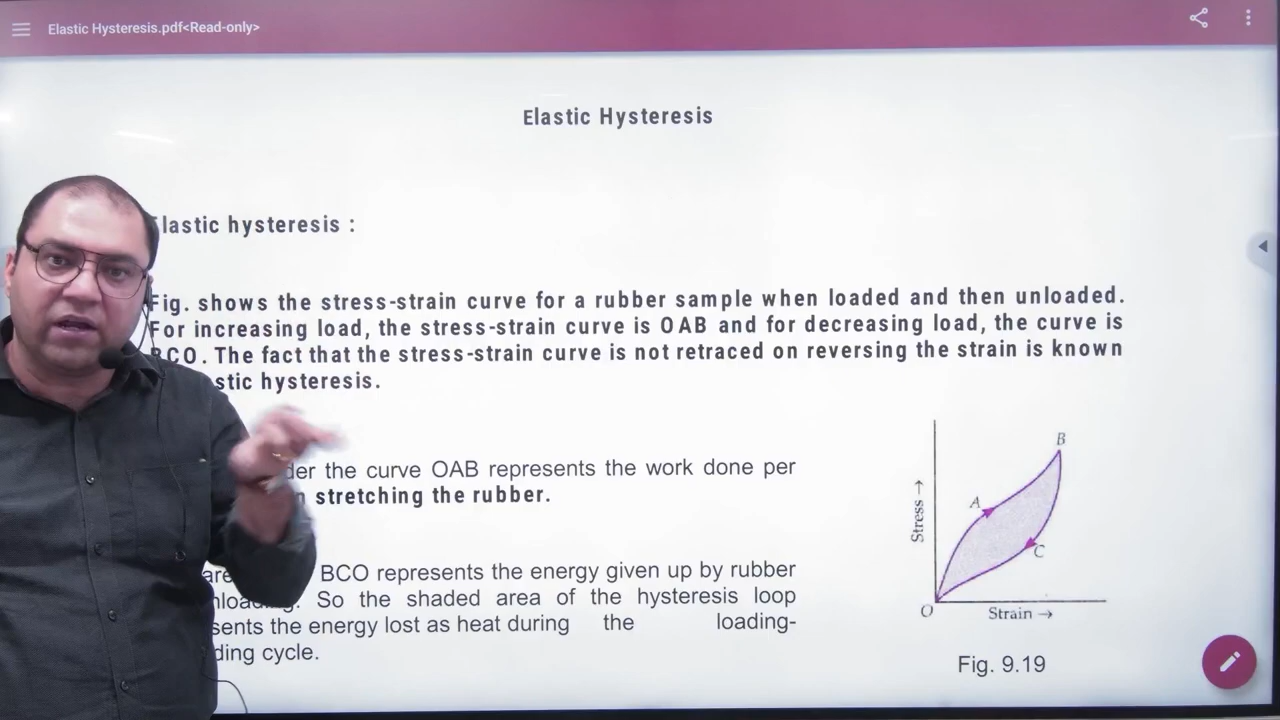 Elastic Hysteresis.pdf<Read-only>
Elastic Hysteresis
lastic hysteresis :
Fig. shows the stress-strain curve for a rubber sample when loaded and then unloaded.
For increasing load, the stress-strain curve is OAB and for decreasing load, the curve is
BCO. The fact that the stress-strain curve is not retraced on reversing the strain is known
stic hysteresis.
der the curve OAB represents the work done per
stretching the rubber.
BCO represents the energy given up by rubber
So the shaded area of the hysteresis loop
sents the energy lost as heat during the loading-
ding cycle.
B
A
C
O
Stress →
Strain →
Fig. 9.19